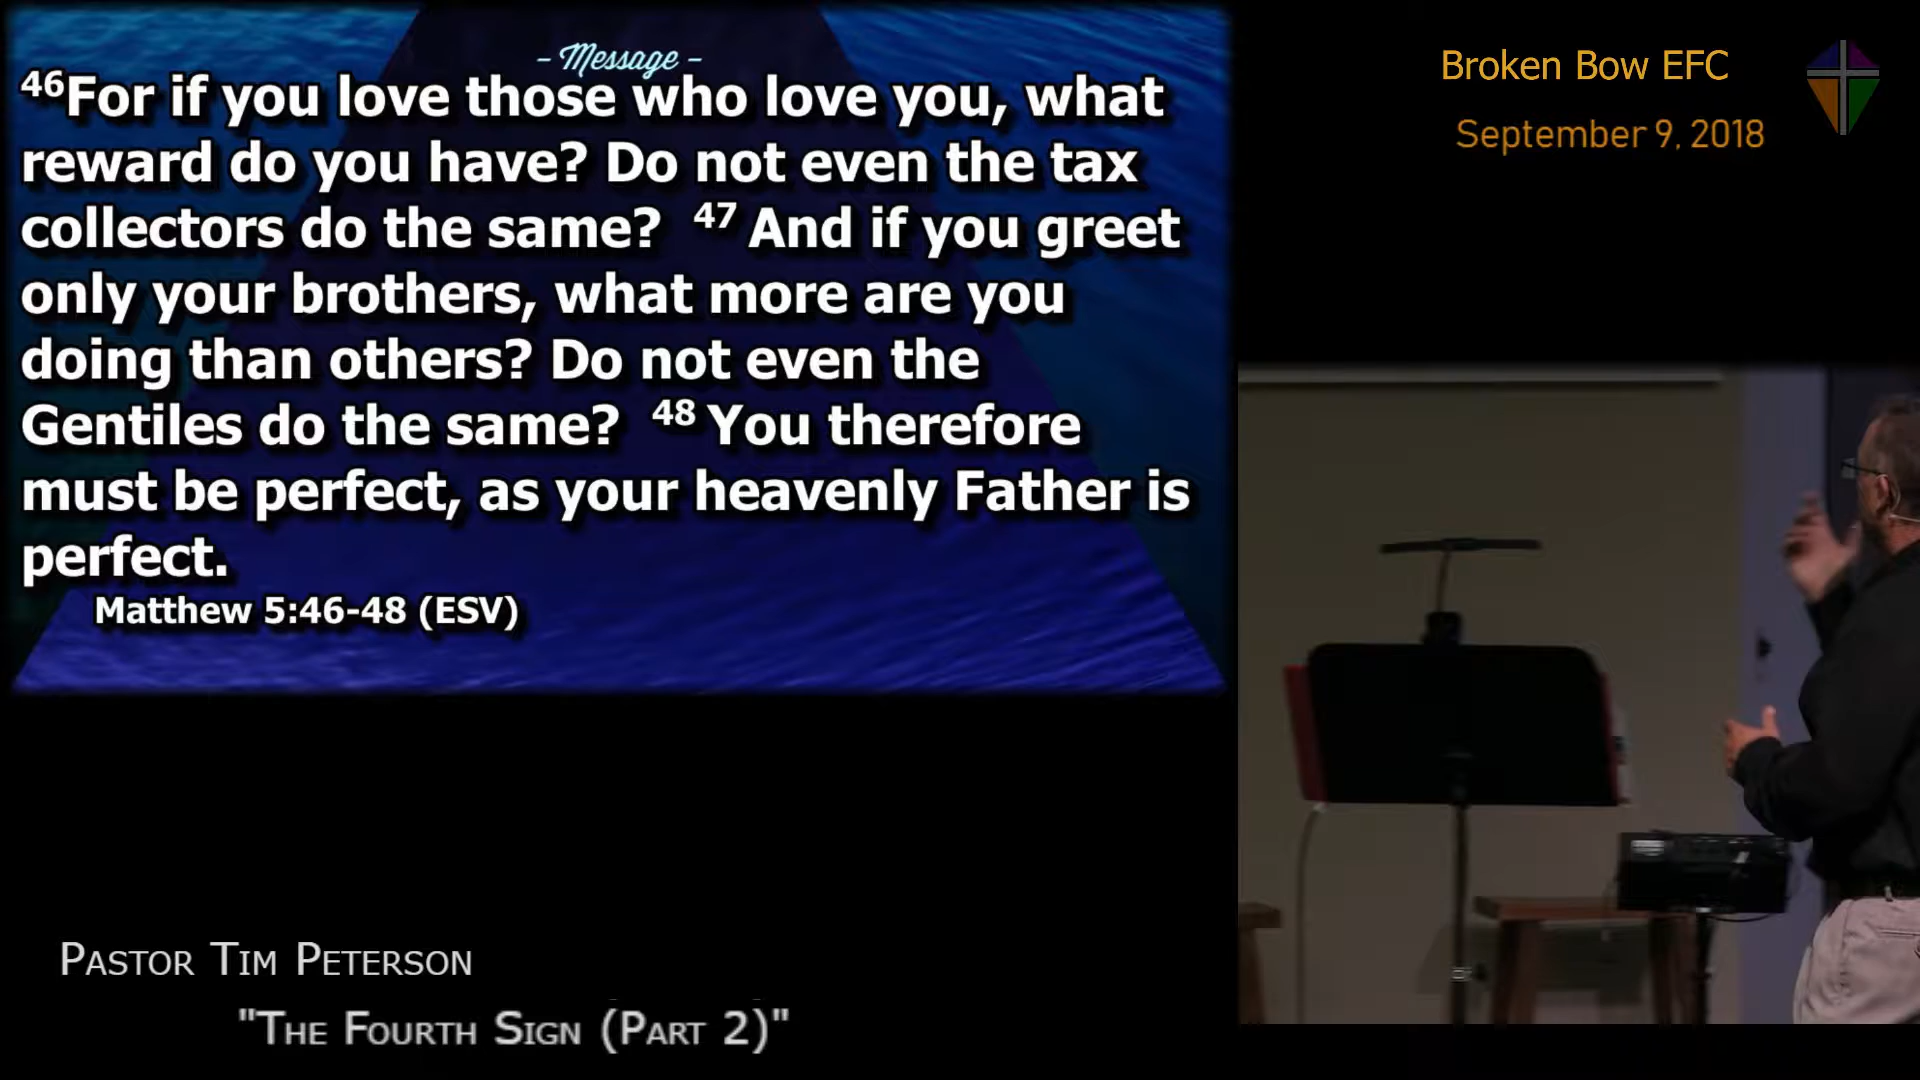 - Message -
46For if you love those who love you, what
reward do you have? Do not even the tax
collectors do the same? 47 And if you greet
only your brothers, what more are you
doing than others? Do not even the
Gentiles do the same? 48 You therefore
must be perfect, as your heavenly Father is
perfect.
Matthew 5:46-48 (ESV)
Broken Bow EFC
September 9, 2018
Pastor Tim Peterson
"The Fourth Sign (Part 2)"